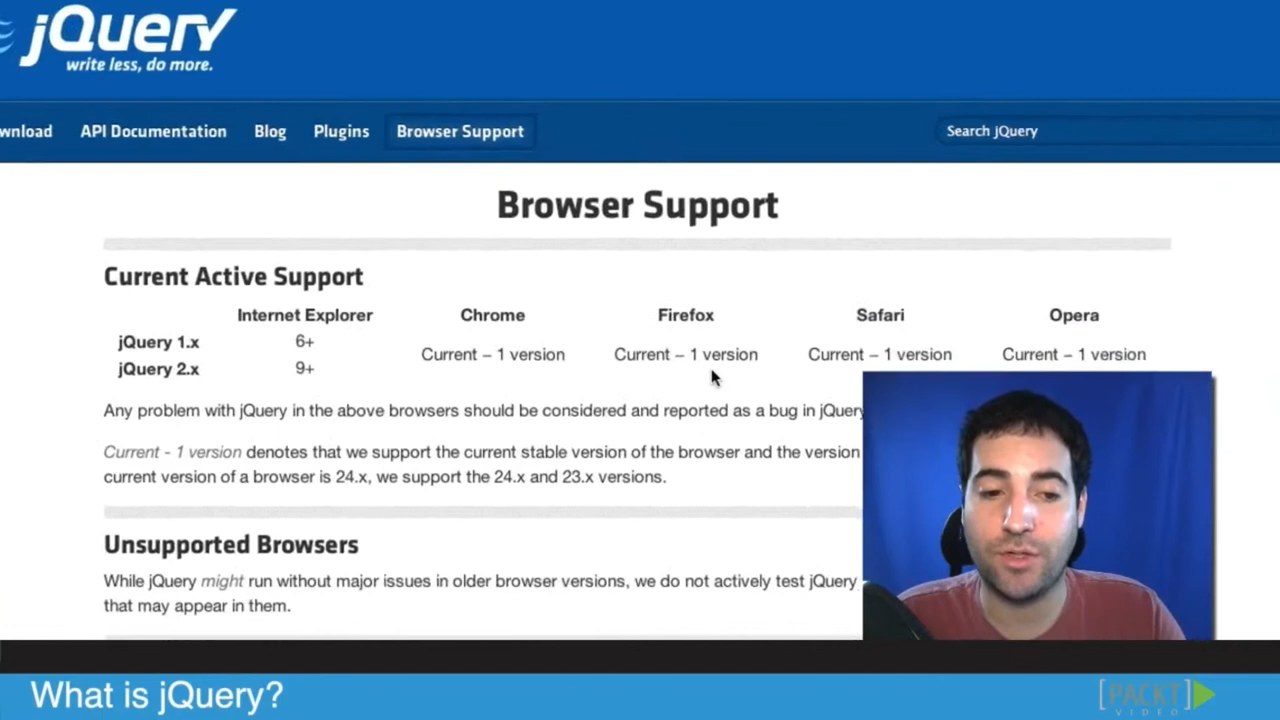 jQuery
write less, do more.
wnload API Documentation Blog Plugins Browser Support Search jQuery
Browser Support
Current Active Support
Internet Explorer Chrome Firefox Safari Opera
jQuery 1.x 6+ Current – 1 version Current – 1 version Current – 1 version Current – 1 version
jQuery 2.x 9+
Any problem with jQuery in the above browsers should be considered and reported as a bug in jQuery
Current - 1 version denotes that we support the current stable version of the browser and the version
current version of a browser is 24.x, we support the 24.x and 23.x versions.
Unsupported Browsers
While jQuery might run without major issues in older browser versions, we do not actively test jQuery
that may appear in them.
What is jQuery?
[PACKT]
VIDEO